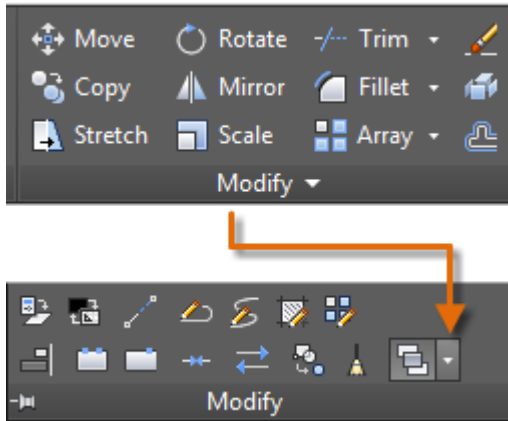 Move Rotate Trim
Copy Mirror Fillet
Stretch Scale Array
Modify
Modify